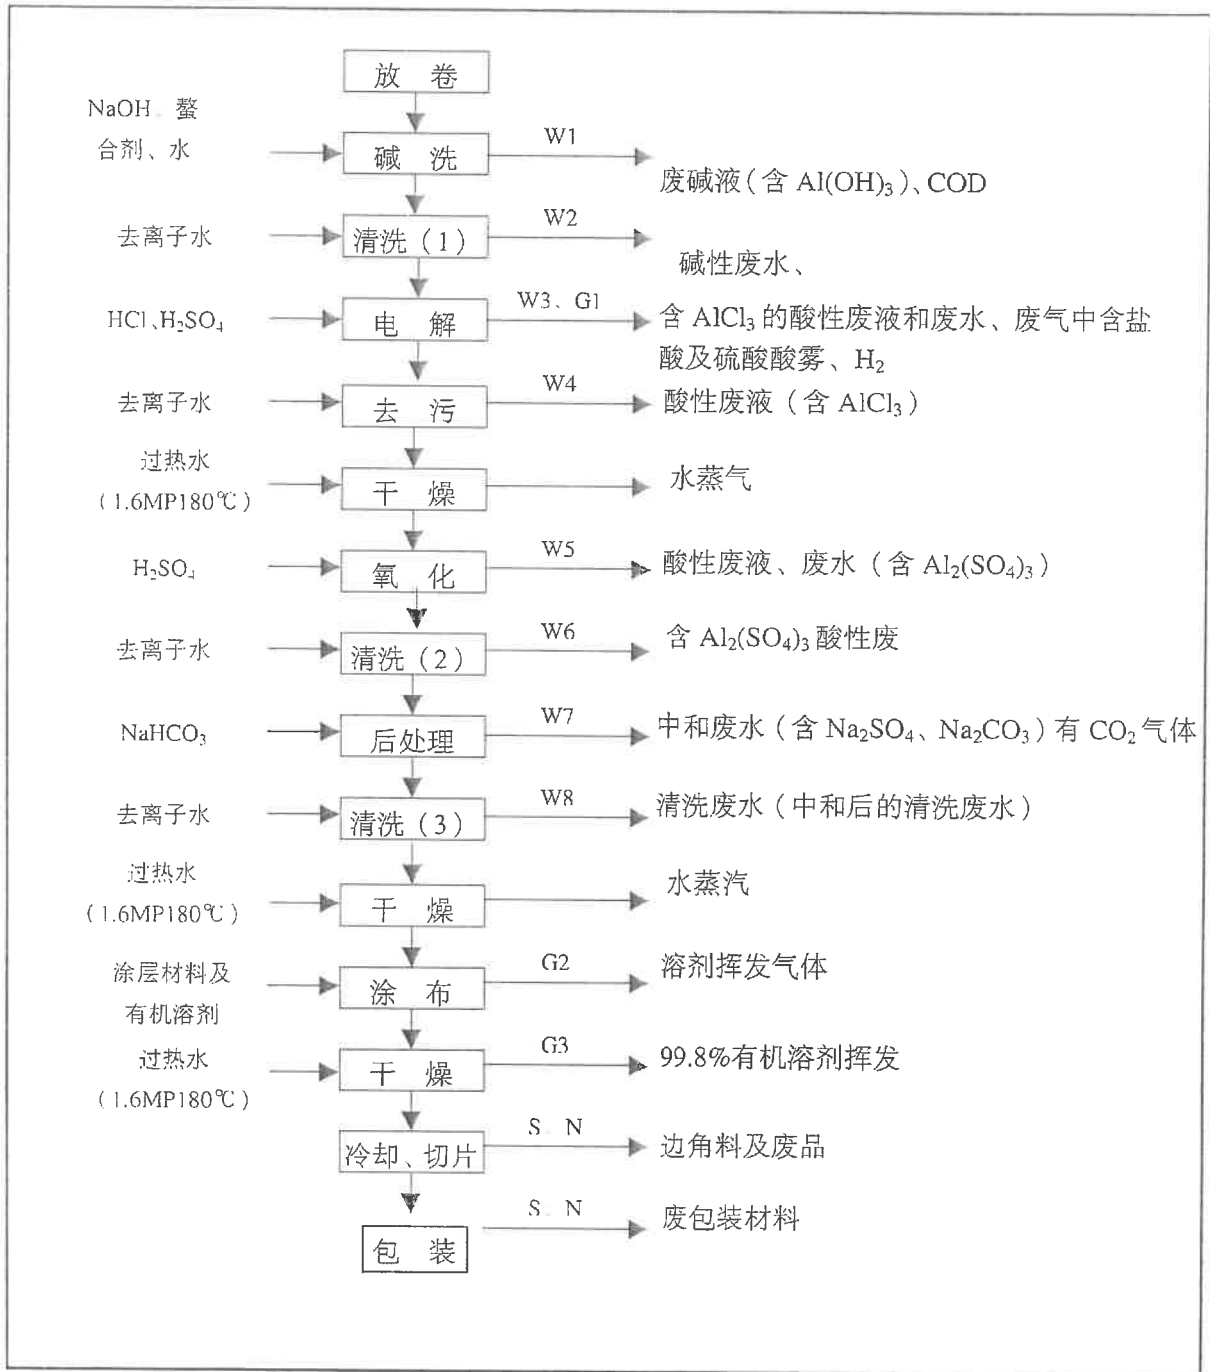 放 卷
NaOH、螯
合剂、水
碱 洗
W1
废碱液(含 Al(OH)₃)、COD
去离子水
清洗(1)
W2
碱性废水、
HCl、H₂SO₄
电 解
W3、G1
含 AlCl₃ 的酸性废液和废水、废气中含盐
酸及硫酸酸雾、H₂
去离子水
去 污
W4
酸性废液(含 AlCl₃)
过热水
(1.6MP180℃)
干 燥
水蒸气
H₂SO₄
氧 化
W5
酸性废液、废水(含 Al₂(SO₄)₃)
去离子水
清洗(2)
W6
含 Al₂(SO₄)₃ 酸性废
NaHCO₃
后处理
W7
中和废水(含 Na₂SO₄、Na₂CO₃)有 CO₂ 气体
去离子水
清洗(3)
W8
清洗废水(中和后的清洗废水)
过热水
(1.6MP180℃)
干 燥
水蒸汽
涂层材料及
有机溶剂
涂 布
G2
溶剂挥发气体
过热水
(1.6MP180℃)
干 燥
G3
99.8%有机溶剂挥发
冷却、切片
S、N
边角料及废品
包 装
S、N
废包装材料